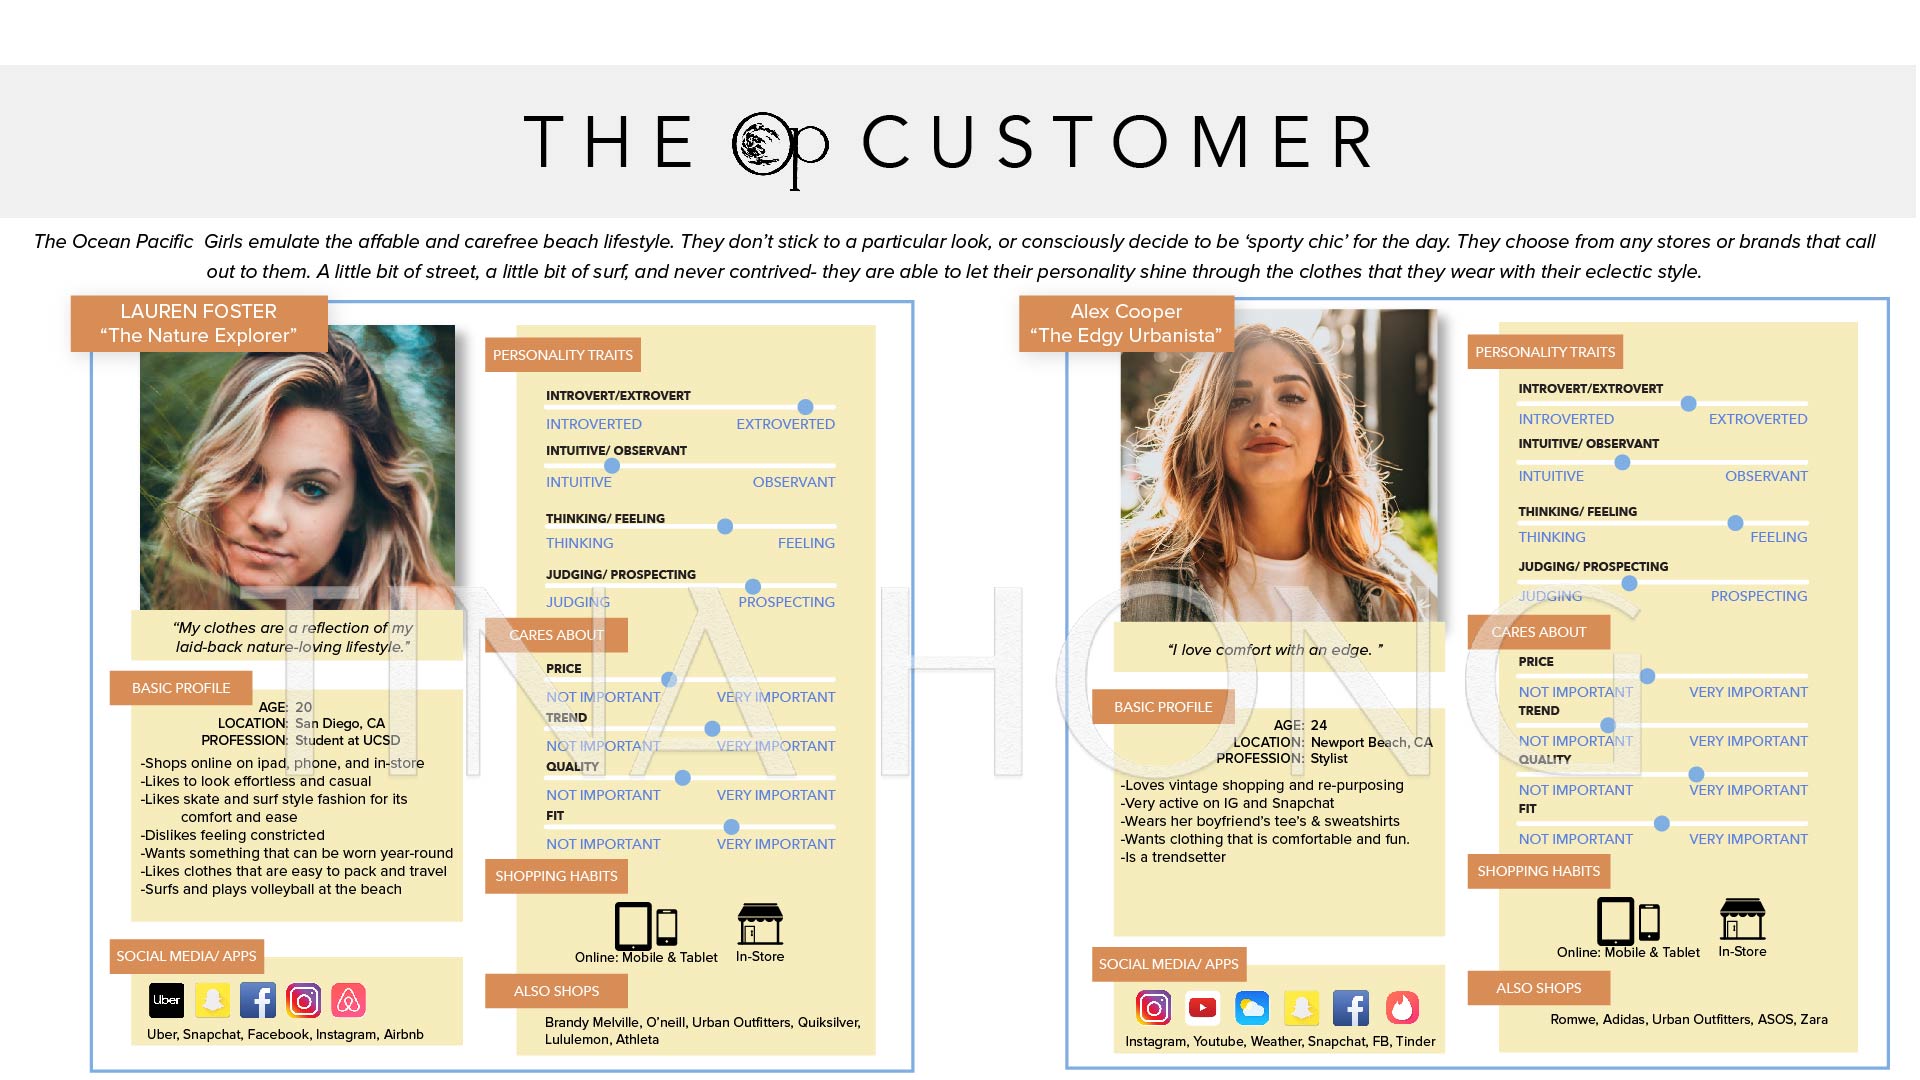 THE Op CUSTOMER
The Ocean Pacific  Girls emulate the affable and carefree beach lifestyle. They don’t stick to a particular look, or consciously decide to be ‘sporty chic’ for the day. They choose from any stores or brands that call
out to them. A little bit of street, a little bit of surf, and never contrived- they are able to let their personality shine through the clothes that they wear with their eclectic style.
LAUREN FOSTER
“The Nature Explorer”
“My clothes are a reflection of my
laid-back nature-loving lifestyle.”
BASIC PROFILE
AGE: 20
LOCATION: San Diego, CA
PROFESSION: Student at UCSD
-Shops online on ipad, phone, and in-store
-Likes to look effortless and casual
-Likes skate and surf style fashion for its
comfort and ease
-Dislikes feeling constricted
-Wants something that can be worn year-round
-Likes clothes that are easy to pack and travel
-Surfs and plays volleyball at the beach
SOCIAL MEDIA/ APPS
Uber
Uber, Snapchat, Facebook, Instagram, Airbnb
PERSONALITY TRAITS
INTROVERT/EXTROVERT
INTROVERTED EXTROVERTED
INTUITIVE/ OBSERVANT
INTUITIVE OBSERVANT
THINKING/ FEELING
THINKING FEELING
JUDGING/ PROSPECTING
JUDGING PROSPECTING
CARES ABOUT
PRICE
NOT IMPORTANT VERY IMPORTANT
TREND
NOT IMPORTANT VERY IMPORTANT
QUALITY
NOT IMPORTANT VERY IMPORTANT
FIT
NOT IMPORTANT VERY IMPORTANT
SHOPPING HABITS
Online: Mobile & Tablet In-Store
ALSO SHOPS
Brandy Melville, O’neill, Urban Outfitters, Quiksilver,
Lululemon, Athleta
Alex Cooper
“The Edgy Urbanista”
“I love comfort with an edge. ”
BASIC PROFILE
AGE: 24
LOCATION: Newport Beach, CA
PROFESSION: Stylist
-Loves vintage shopping and re-purposing
-Very active on IG and Snapchat
-Wears her boyfriend’s tee’s & sweatshirts
-Wants clothing that is comfortable and fun.
-Is a trendsetter
SOCIAL MEDIA/ APPS
Instagram, Youtube, Weather, Snapchat, FB, Tinder
PERSONALITY TRAITS
INTROVERT/EXTROVERT
INTROVERTED EXTROVERTED
INTUITIVE/ OBSERVANT
INTUITIVE OBSERVANT
THINKING/ FEELING
THINKING FEELING
JUDGING/ PROSPECTING
JUDGING PROSPECTING
CARES ABOUT
PRICE
NOT IMPORTANT VERY IMPORTANT
TREND
NOT IMPORTANT VERY IMPORTANT
QUALITY
NOT IMPORTANT VERY IMPORTANT
FIT
NOT IMPORTANT VERY IMPORTANT
SHOPPING HABITS
Online: Mobile & Tablet In-Store
ALSO SHOPS
Romwe, Adidas, Urban Outfitters, ASOS, Zara
TINA HONG